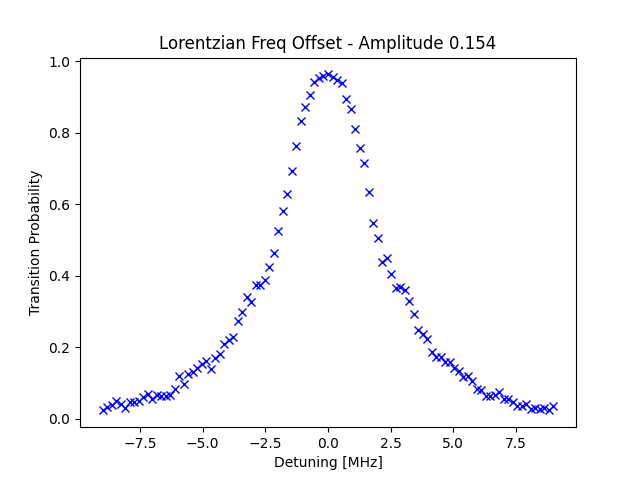 Lorentzian Freq Offset - Amplitude 0.154
1.0
0.8
0.6
0.4
0.2
0.0
Transition Probability
−7.5 −5.0 −2.5 0.0 2.5 5.0 7.5
Detuning [MHz]